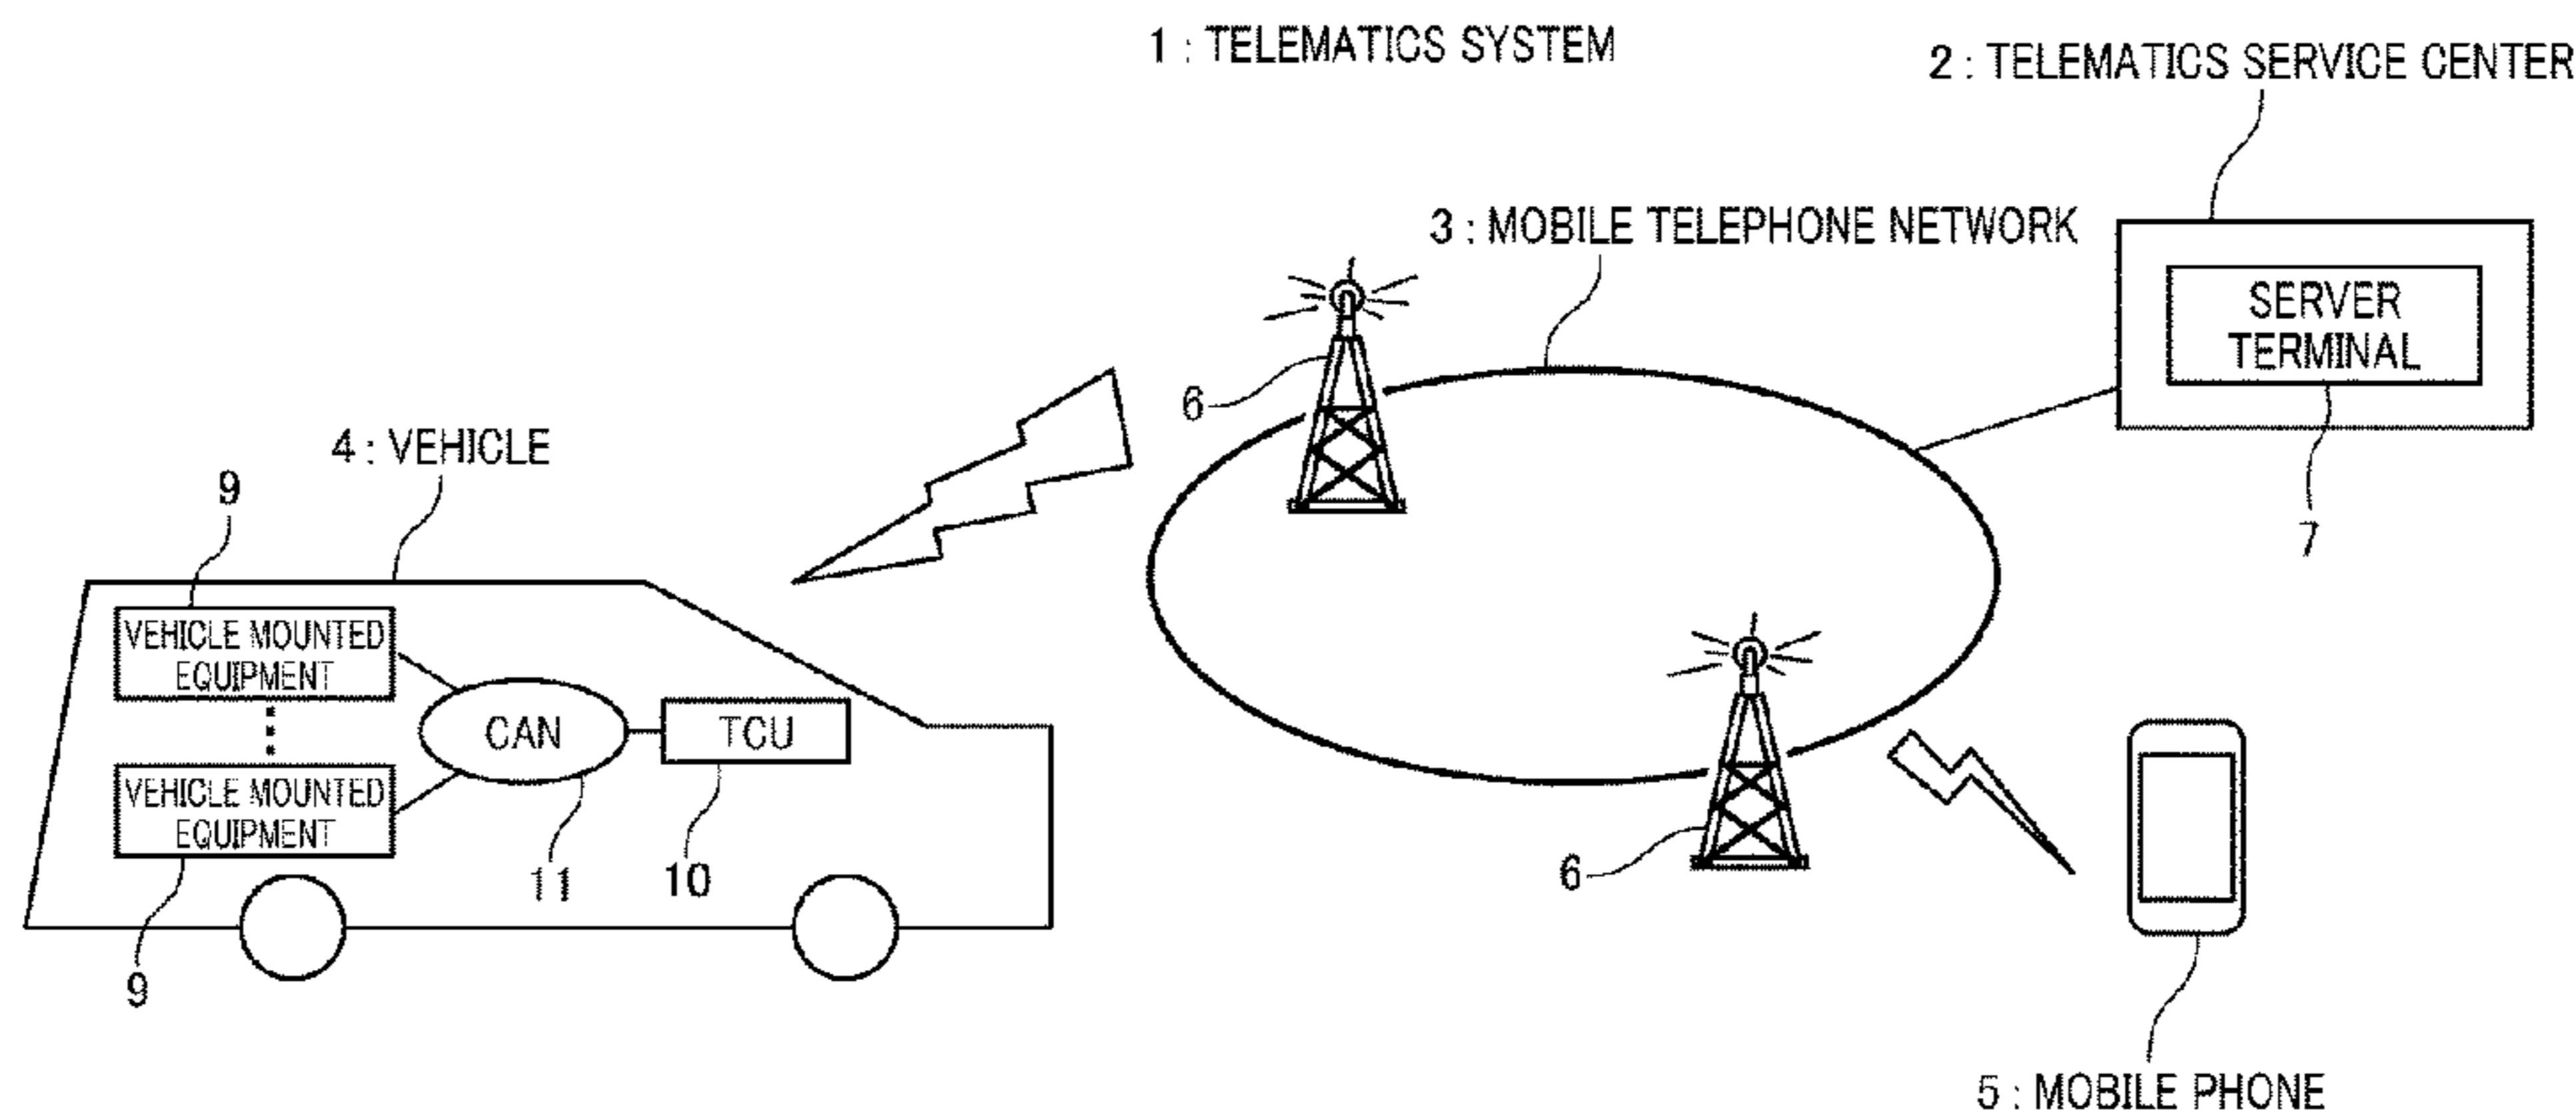 1 : TELEMATICS SYSTEM
2 : TELEMATICS SERVICE CENTER
3 : MOBILE TELEPHONE NETWORK
SERVER
TERMINAL
6
7
4 : VEHICLE
9
VEHICLE MOUNTED
EQUIPMENT
CAN
TCU
VEHICLE MOUNTED
EQUIPMENT
11
10
9
6
5 : MOBILE PHONE